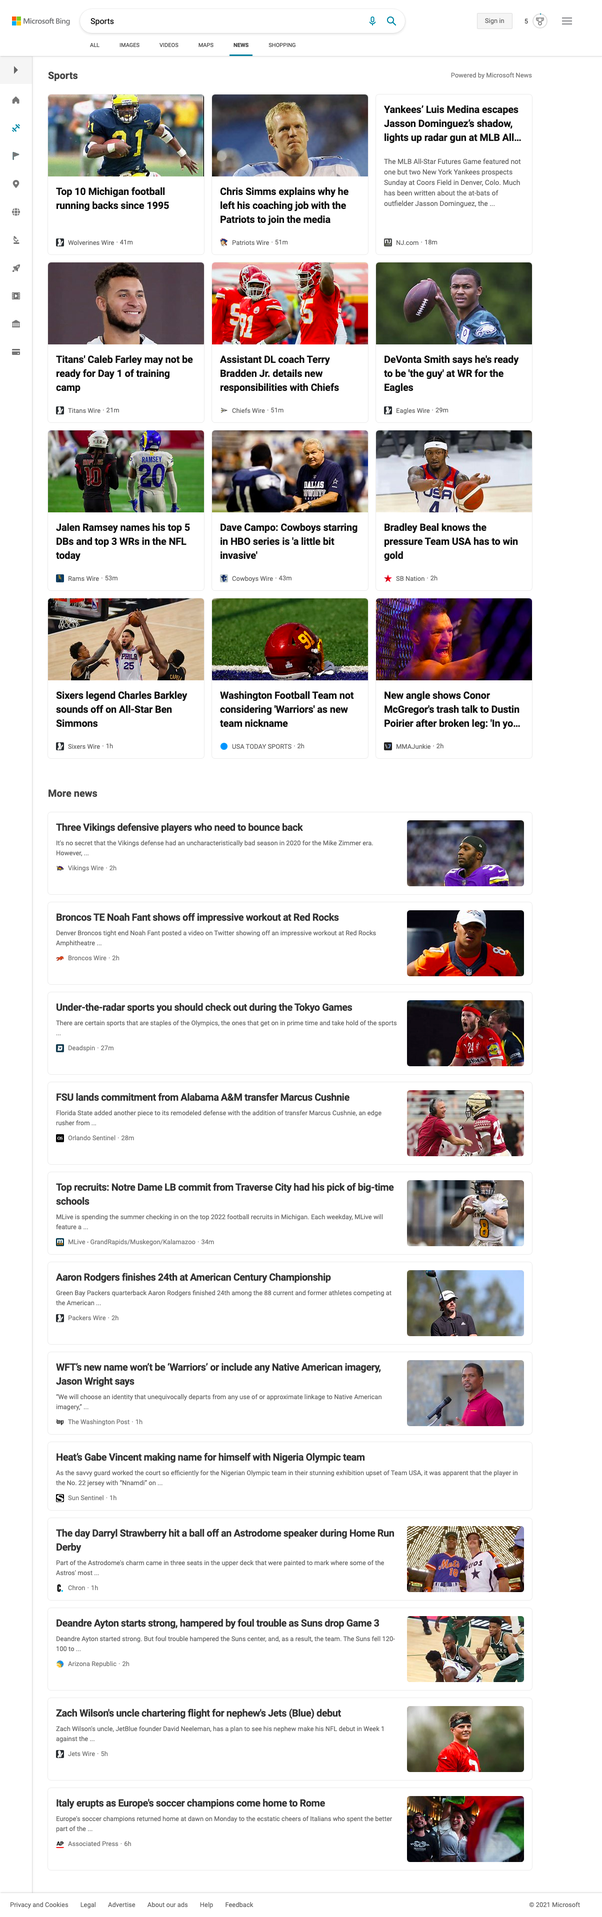 Microsoft Bing
Sports
Sign in
5
ALL
IMAGES
VIDEOS
MAPS
NEWS
SHOPPING
Sports
Powered by Microsoft News
Top 10 Michigan football
running backs since 1995
Wolverines Wire · 41m
Chris Simms explains why he
left his coaching job with the
Patriots to join the media
Patriots Wire · 51m
Yankees' Luis Medina escapes
Jasson Dominguez's shadow,
lights up radar gun at MLB All...
The MLB All-Star Futures Game featured not
one but two New York Yankees prospects
Sunday at Coors Field in Denver, Colo. Much
has been written about the at-bats of
outfielder Jasson Dominguez, the ...
NJ.com · 18m
Titans' Caleb Farley may not be
ready for Day 1 of training
camp
Titans Wire · 21m
Assistant DL coach Terry
Bradden Jr. details new
responsibilities with Chiefs
Chiefs Wire · 51m
DeVonta Smith says he's ready
to be 'the guy' at WR for the
Eagles
Eagles Wire · 29m
RAMSEY
20
10
Jalen Ramsey names his top 5
DBs and top 3 WRs in the NFL
today
Rams Wire · 53m
DALLAS
Dave Campo: Cowboys starring
in HBO series is 'a little bit
invasive'
Cowboys Wire · 43m
USA
4
Bradley Beal knows the
pressure Team USA has to win
gold
SB Nation · 2h
PHILA
25
Sixers legend Charles Barkley
sounds off on All-Star Ben
Simmons
Sixers Wire · 1h
91
Washington Football Team not
considering 'Warriors' as new
team nickname
USA TODAY SPORTS · 2h
New angle shows Conor
McGregor's trash talk to Dustin
Poirier after broken leg: 'In yo...
MMAJunkie · 2h
More news
Three Vikings defensive players who need to bounce back
It's no secret that the Vikings defense had an uncharacteristically bad season in 2020 for the Mike Zimmer era.
However, ...
Vikings Wire · 2h
Broncos TE Noah Fant shows off impressive workout at Red Rocks
Denver Broncos tight end Noah Fant posted a video on Twitter showing off an impressive workout at Red Rocks
Amphitheatre ...
Broncos Wire · 2h
Under-the-radar sports you should check out during the Tokyo Games
There are certain sports that are staples of the Olympics, the ones that get on in prime time and take hold of the sports
...
Deadspin · 27m
FSU lands commitment from Alabama A&M transfer Marcus Cushnie
Florida State added another piece to its remodeled defense with the addition of transfer Marcus Cushnie, an edge
rusher from ...
Orlando Sentinel · 28m
Top recruits: Notre Dame LB commit from Traverse City had his pick of big-time
schools
MLive is spending the summer checking in on the top 2022 football recruits in Michigan. Each weekday, MLive will
feature a ...
MLive - GrandRapids/Muskegon/Kalamazoo · 34m
Aaron Rodgers finishes 24th at American Century Championship
Green Bay Packers quarterback Aaron Rodgers finished 24th among the 88 current and former athletes competing at
the American ...
Packers Wire · 2h
WFT's new name won't be 'Warriors' or include any Native American imagery,
Jason Wright says
"We will choose an identity that unequivocally departs from any use of or approximate linkage to Native American
imagery," ...
The Washington Post · 1h
Heat's Gabe Vincent making name for himself with Nigeria Olympic team
As the savvy guard worked the court so efficiently for the Nigerian Olympic team in their stunning exhibition upset of Team USA, it was apparent that the player in
the No. 22 jersey with "Nnamdi" on ...
Sun Sentinel · 1h
The day Darryl Strawberry hit a ball off an Astrodome speaker during Home Run
Derby
Part of the Astrodome's charm came in three seats in the upper deck that were painted to mark where some of the
Astros' most ...
Chron · 1h
Deandre Ayton starts strong, hampered by foul trouble as Suns drop Game 3
Deandre Ayton started strong. But foul trouble hampered the Suns center, and, as a result, the team. The Suns fell 120-
100 to ...
Arizona Republic · 2h
Zach Wilson's uncle chartering flight for nephew's Jets (Blue) debut
Zach Wilson's uncle, JetBlue founder David Neeleman, has a plan to see his nephew make his NFL debut in Week 1
against the ...
Jets Wire · 5h
Italy erupts as Europe's soccer champions come home to Rome
Europe's soccer champions returned home at dawn on Monday to the ecstatic cheers of Italians who spent the better
part of the ...
AP Associated Press · 6h
Privacy and Cookies
Legal
Advertise
About our ads
Help
Feedback
© 2021 Microsoft